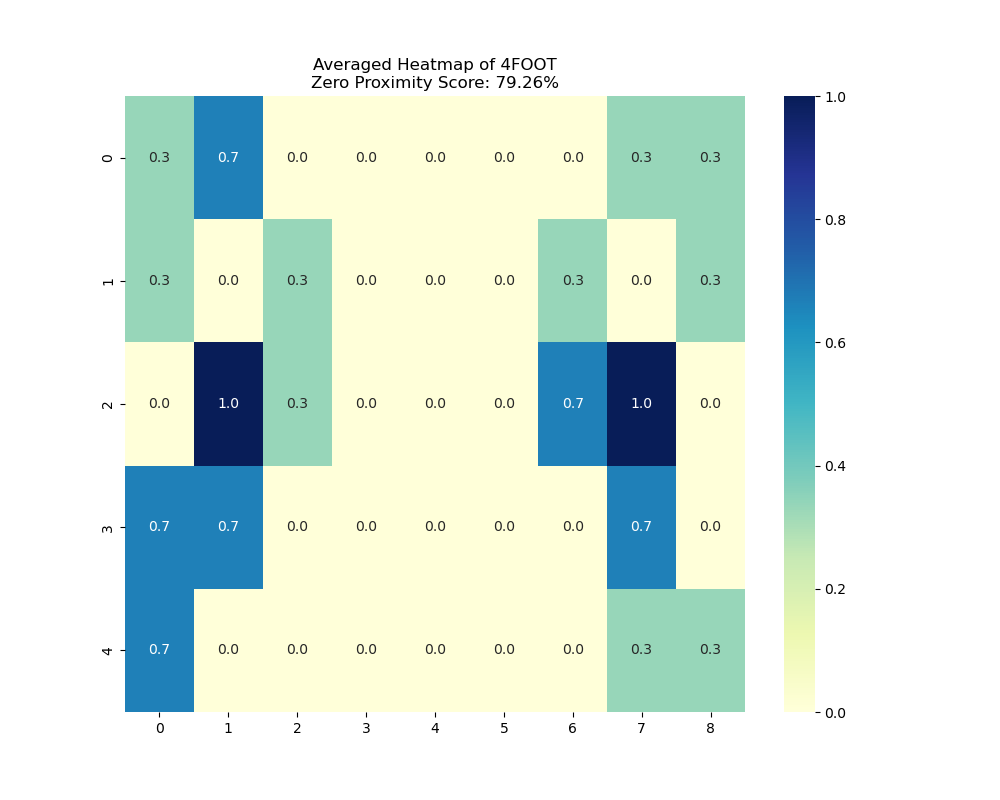 Averaged Heatmap of 4FOOT
Zero Proximity Score: 79.26%
1.0
0 0.3 0.7 0.0 0.0 0.0 0.0 0.0 0.3 0.3
0.8
1 0.3 0.0 0.3 0.0 0.0 0.0 0.3 0.0 0.3
0.6
2 0.0 1.0 0.3 0.0 0.0 0.0 0.7 1.0 0.0
0.4
3 0.7 0.7 0.0 0.0 0.0 0.0 0.0 0.7 0.0
0.2
4 0.7 0.0 0.0 0.0 0.0 0.0 0.0 0.3 0.3
0.0
0 1 2 3 4 5 6 7 8